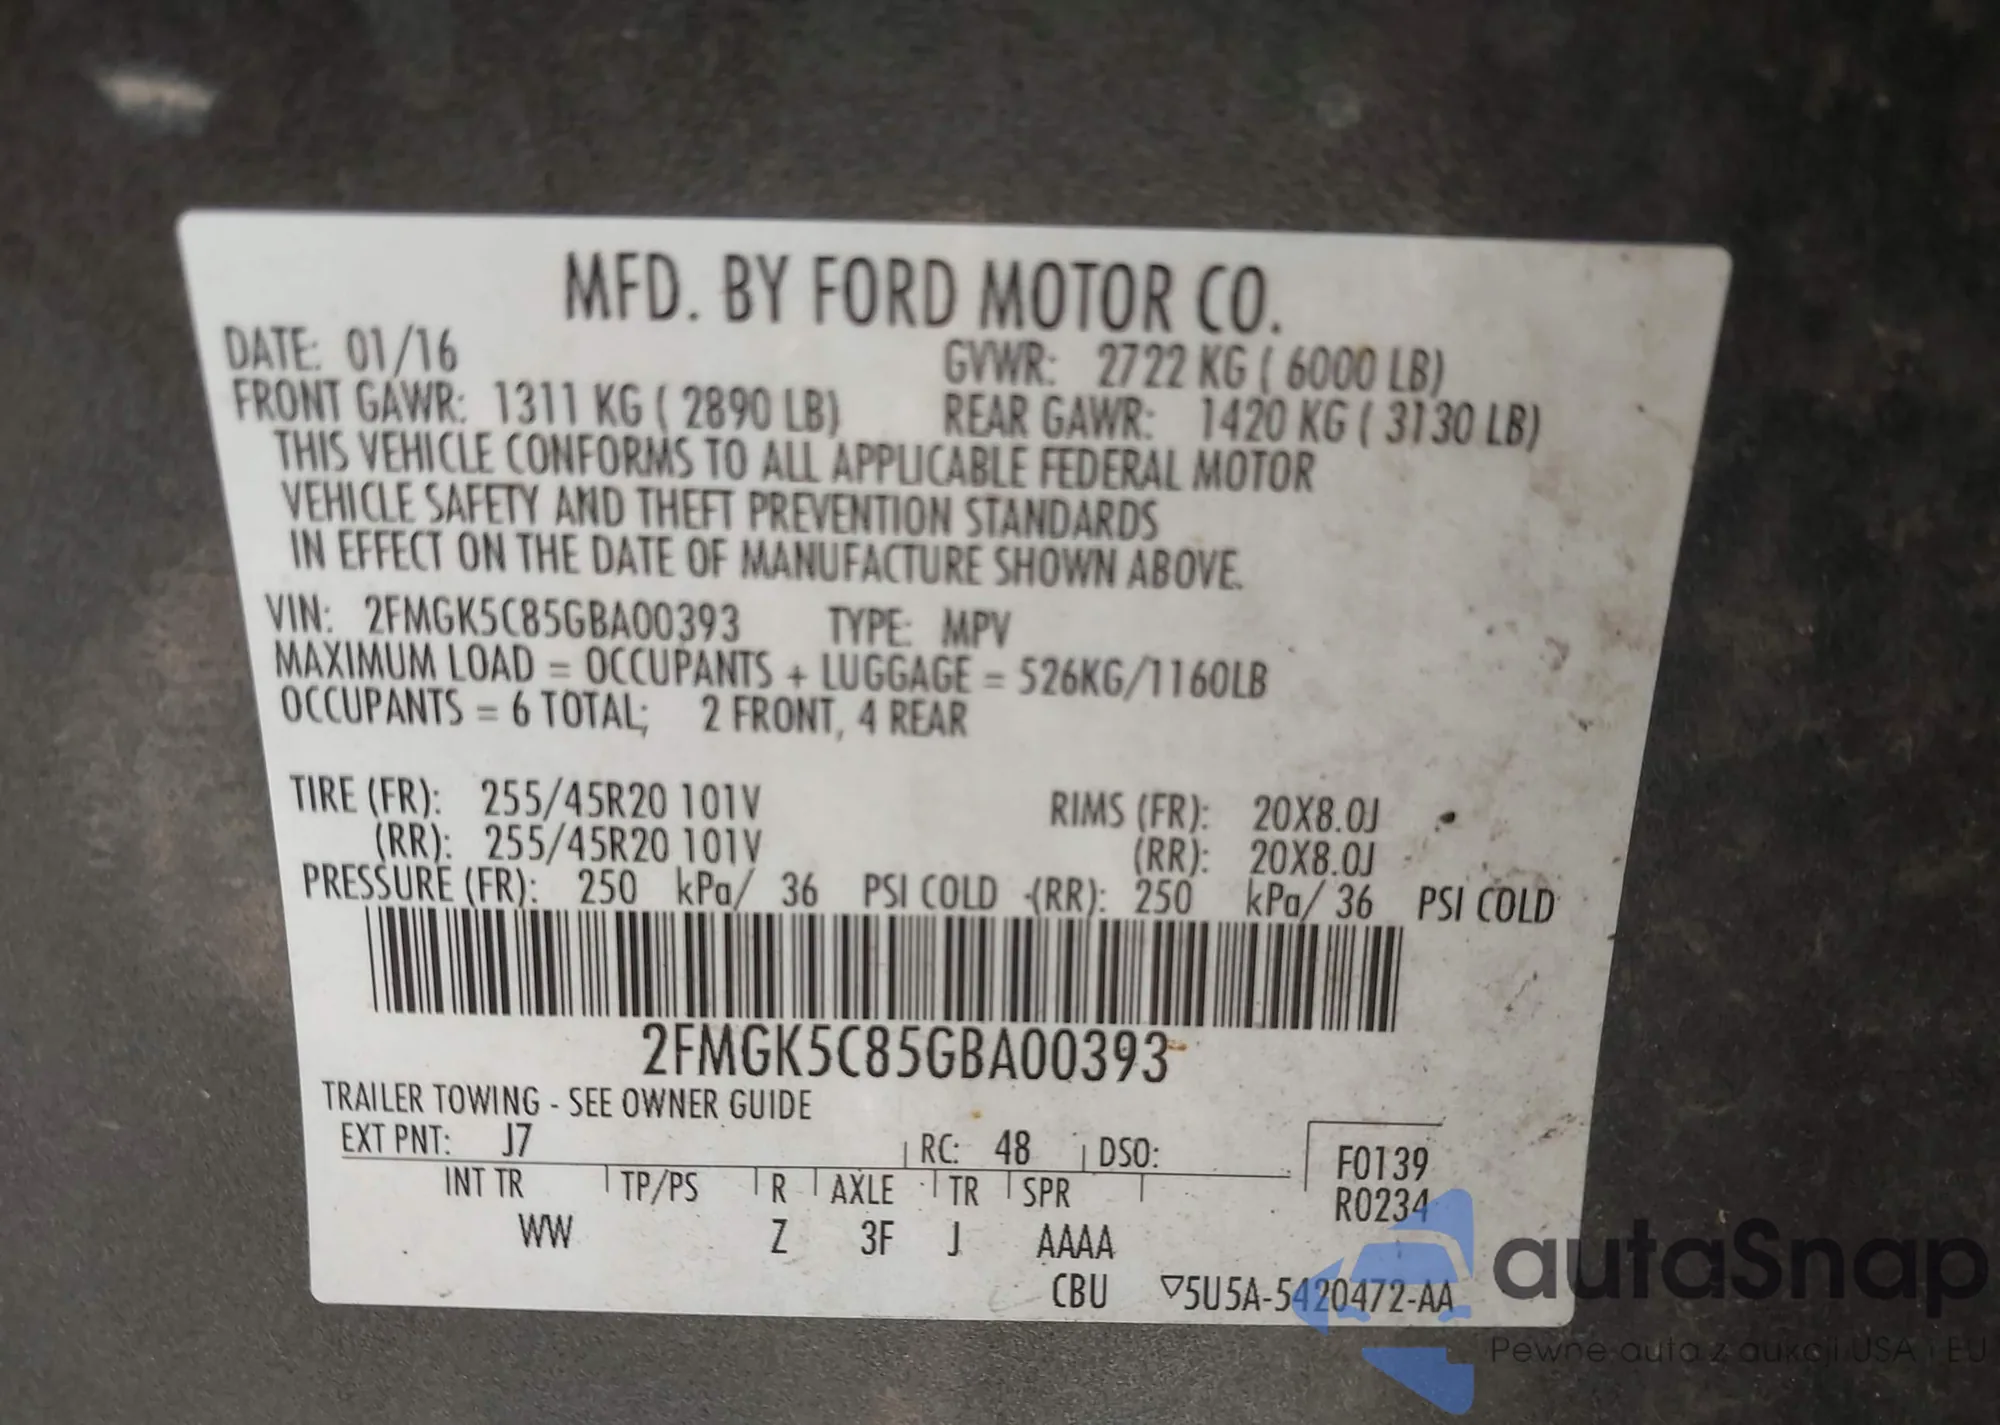 MFD. BY FORD MOTOR CO.
DATE: 01/16 GVWR: 2722 KG ( 6000 LB)
FRONT GAWR: 1311 KG ( 2890 LB) REAR GAWR: 1420 KG ( 3130 LB)
THIS VEHICLE CONFORMS TO ALL APPLICABLE FEDERAL MOTOR
VEHICLE SAFETY AND THEFT PREVENTION STANDARDS
IN EFFECT ON THE DATE OF MANUFACTURE SHOWN ABOVE.
VIN: 2FMGK5C85GBA00393 TYPE: MPV
MAXIMUM LOAD = OCCUPANTS + LUGGAGE = 526KG/1160LB
OCCUPANTS = 6 TOTAL; 2 FRONT, 4 REAR
TIRE (FR): 255/45R20 101V RIMS (FR): 20X8.0J
(RR): 255/45R20 101V (RR): 20X8.0J
PRESSURE (FR): 250 kPa/ 36 PSI COLD -(RR): 250 kPa/ 36 PSI COLD
2FMGK5C85GBA00393
TRAILER TOWING - SEE OWNER GUIDE
EXT PNT: J7 RC: 48 DSO: F0139
INT TR TP/PS R AXLE TR SPR R0234
WW Z 3F J AAAA
CBU ▽5U5A-5420472-AA
autaSnap
Pewne auta z aukcji USA i EU